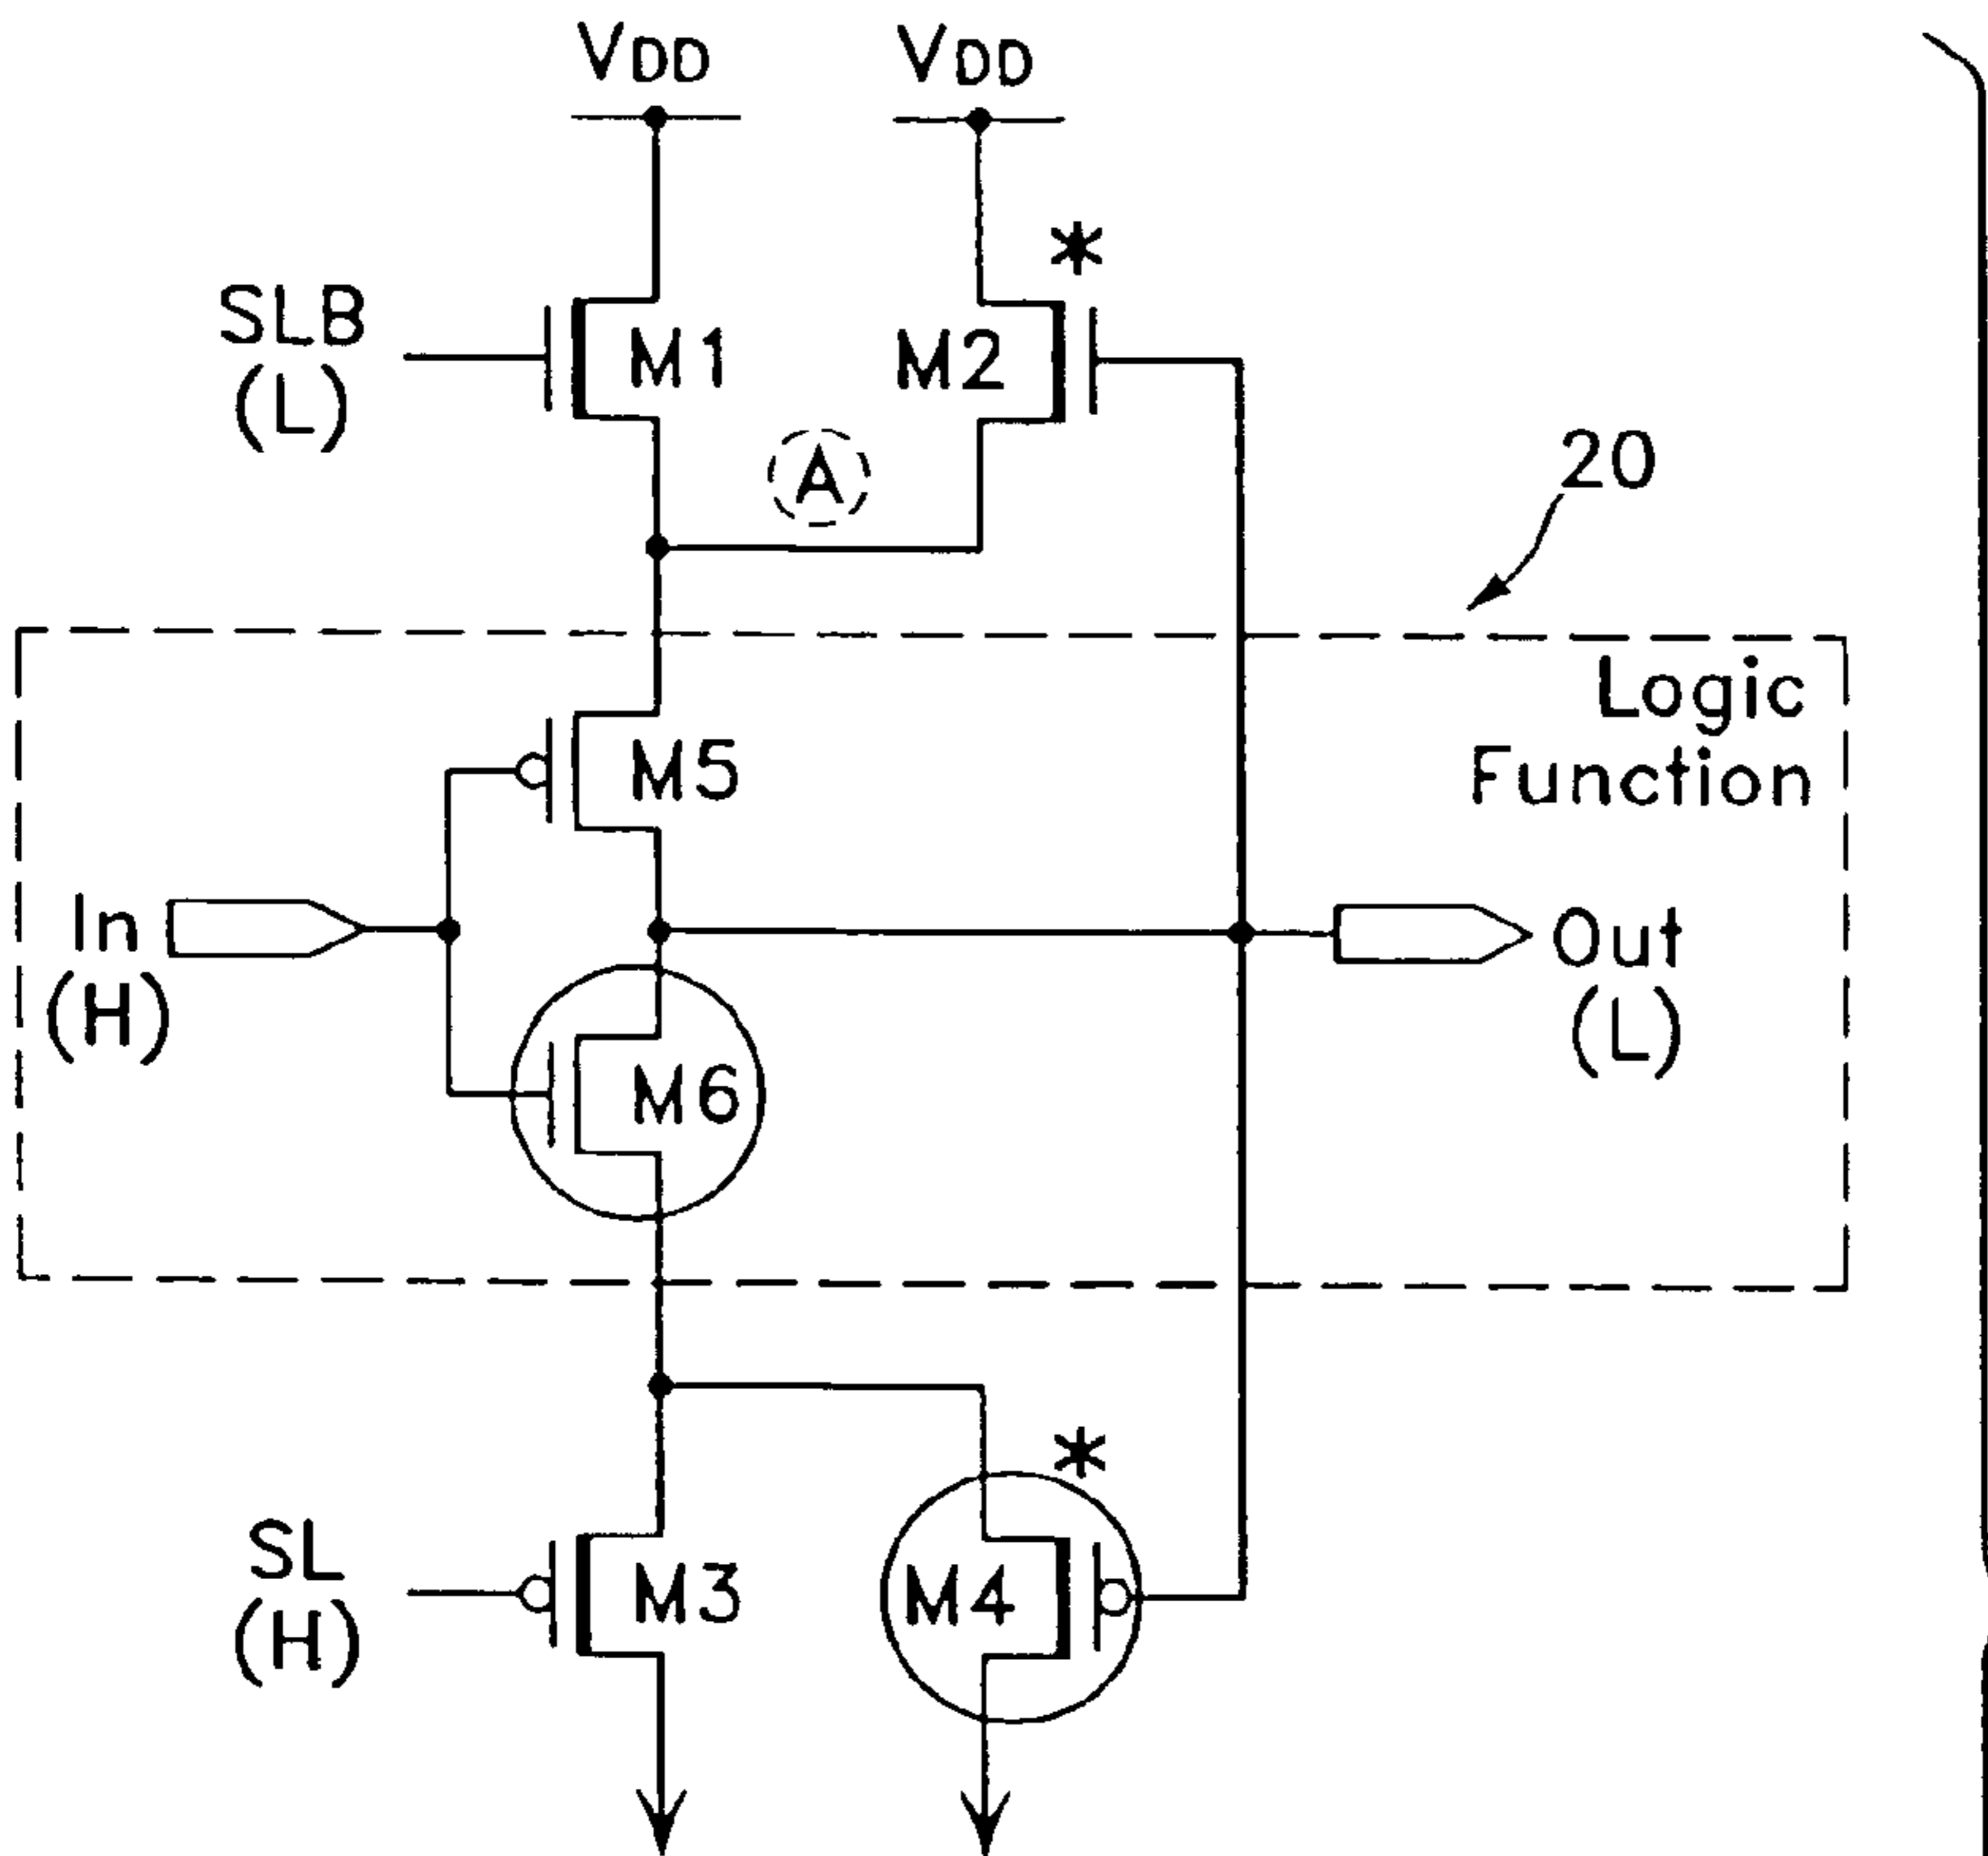 VDD
VDD
*
SLB
(L)
M1
M2
A
20
Logic
Function
M5
In
(H)
Out
(L)
M6
*
SL
(H)
M3
M4